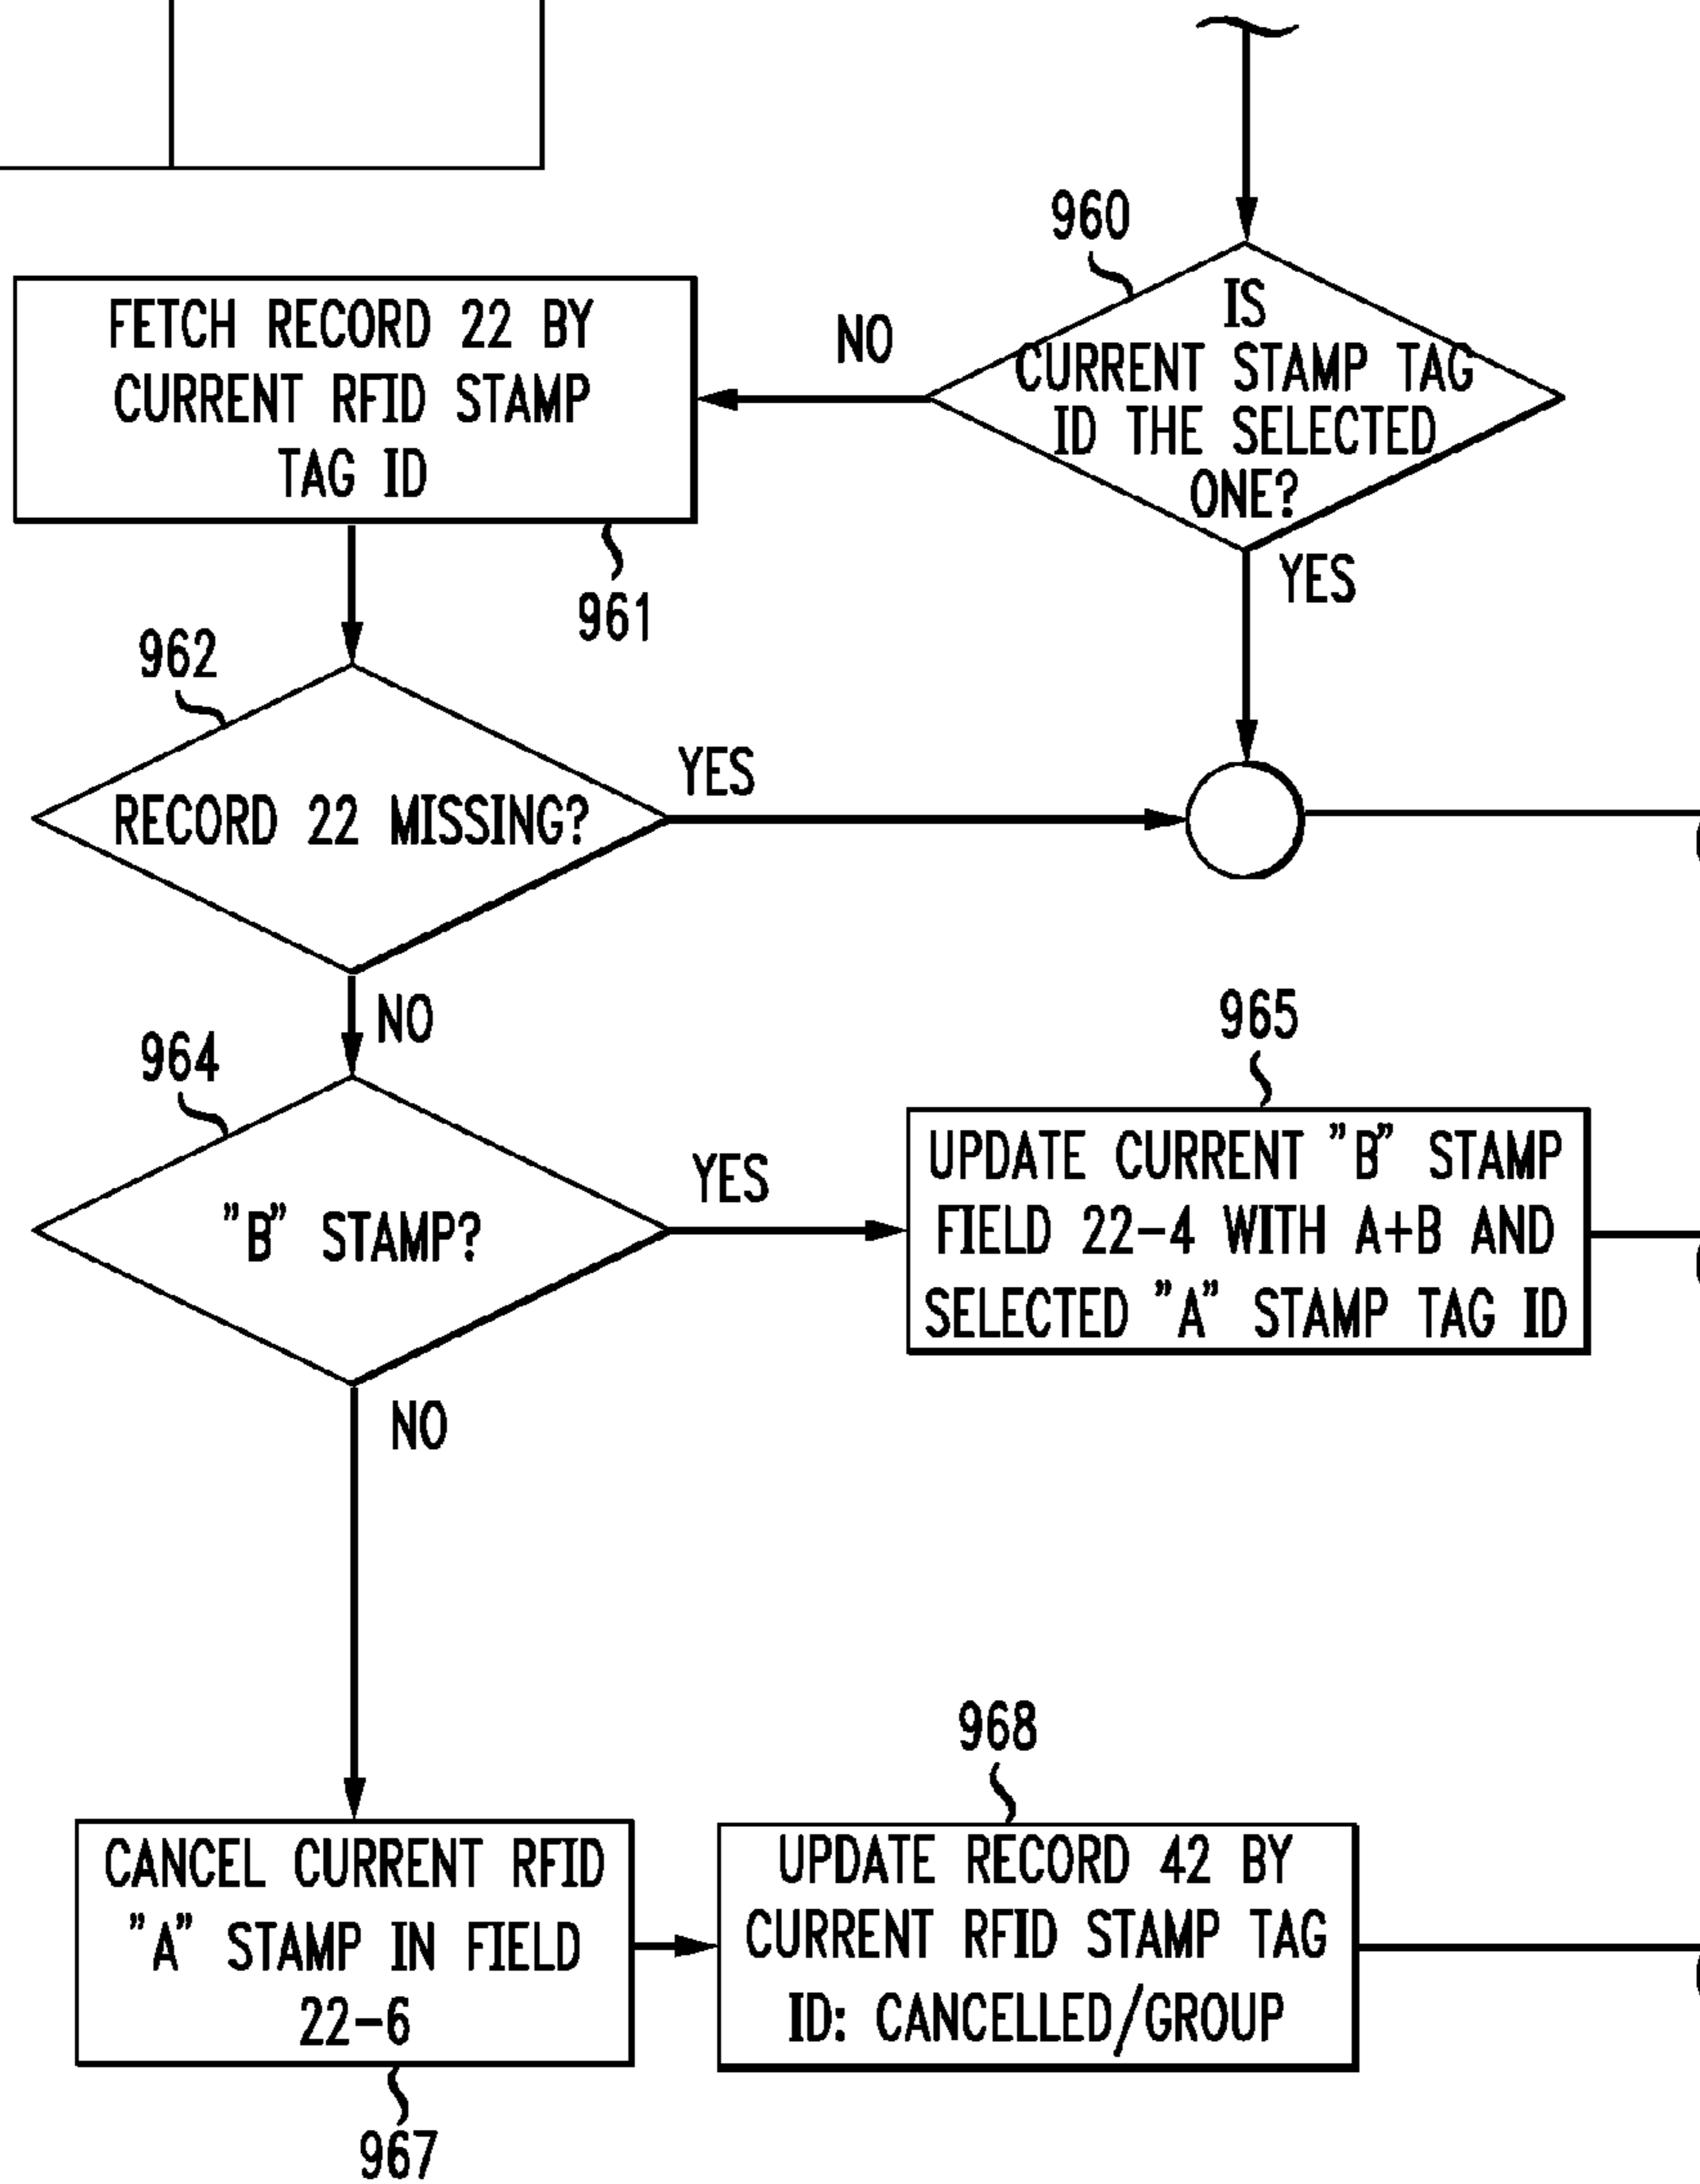 960
IS
CURRENT STAMP TAG
ID THE SELECTED
ONE?
NO
YES
FETCH RECORD 22 BY
CURRENT RFID STAMP
TAG ID
961
962
RECORD 22 MISSING?
YES
NO
964
"B" STAMP?
YES
NO
965
UPDATE CURRENT "B" STAMP
FIELD 22-4 WITH A+B AND
SELECTED "A" STAMP TAG ID
CANCEL CURRENT RFID
"A" STAMP IN FIELD
22-6
967
968
UPDATE RECORD 42 BY
CURRENT RFID STAMP TAG
ID: CANCELLED/GROUP